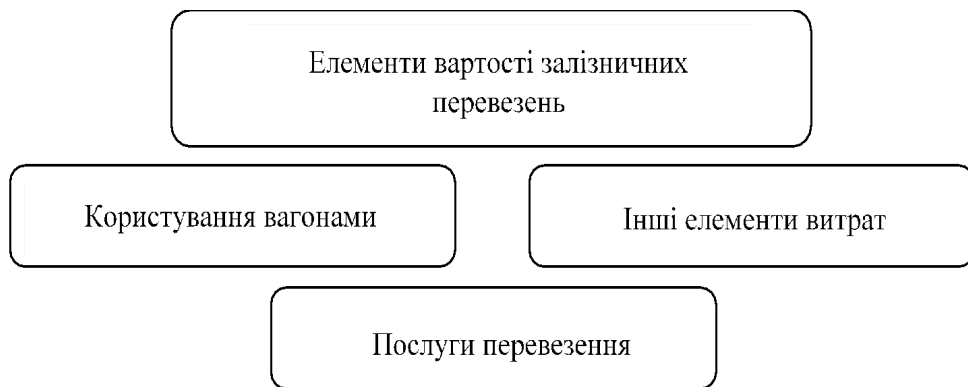 Елементи вартості залізничних
перевезень
Користування вагонами
Інші елементи витрат
Послуги перевезення